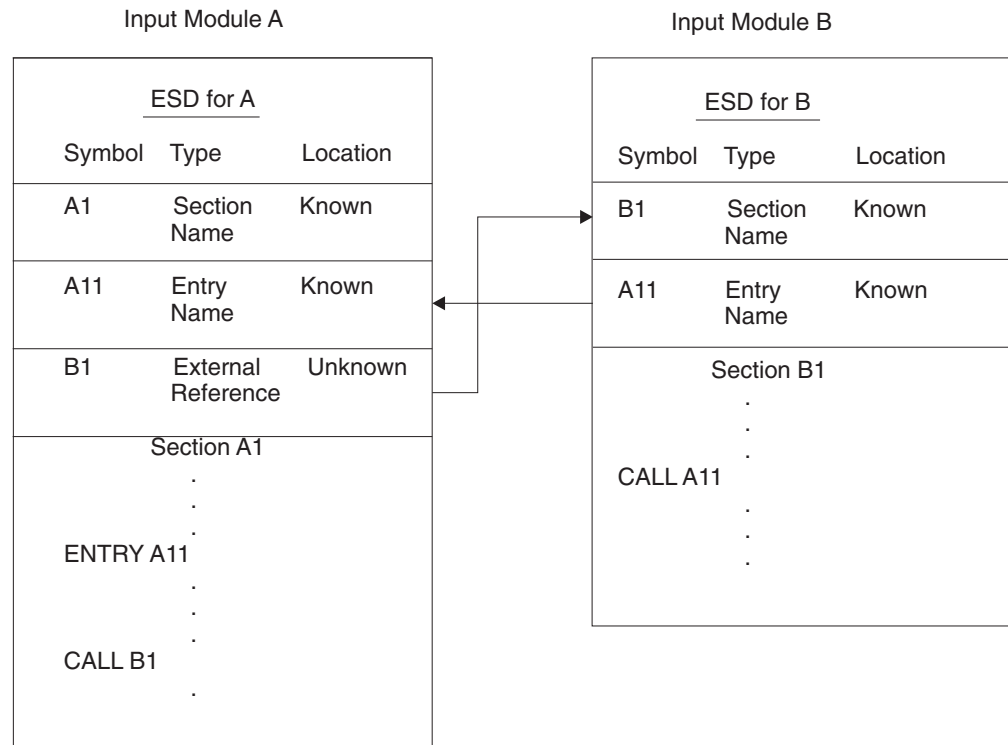 Input Module A
ESD for A
Symbol Type Location
A1 Section Name Known
A11 Entry Name Known
B1 External Reference Unknown
Section A1
.
.
.
ENTRY A11
.
.
.
CALL B1
.
Input Module B
ESD for B
Symbol Type Location
B1 Section Name Known
A11 Entry Name Known
Section B1
.
.
.
CALL A11
.
.
.